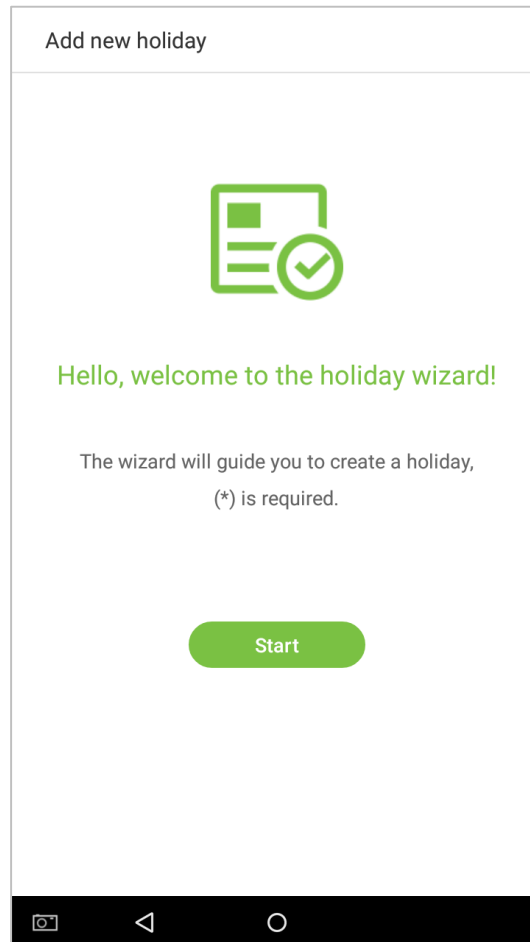 Add new holiday
Hello, welcome to the holiday wizard!
The wizard will guide you to create a holiday,
(*) is required.
Start